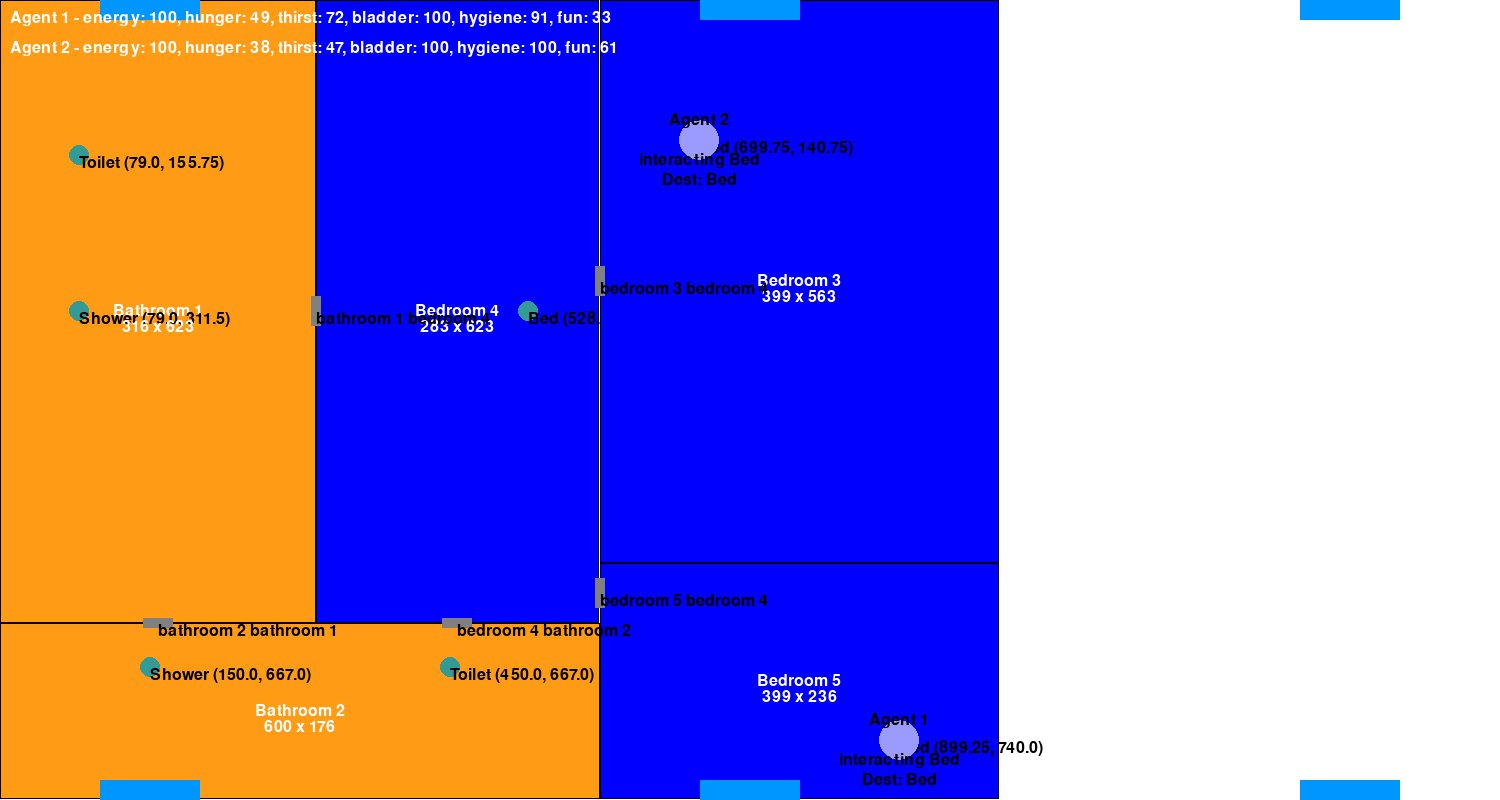 Agent 1 - energy: 100, hunger: 49, thirst: 72, bladder: 100, hygiene: 91, fun: 33
Agent 2 - energy: 100, hunger: 38, thirst: 47, bladder: 100, hygiene: 100, fun: 61
Agent 2
(699.75, 140.75)
interacting Bed
Dest: Bed
Toilet (79.0, 155.75)
Bedroom 3
399 x 563
bedroom 3 bedroom
Bathroom 1
316 x 623
Shower (79.0, 311.5)
bathroom 1 bedroom
Bedroom 4
283 x 623
Bed (528.
bedroom 5 bedroom 4
bathroom 2 bathroom 1
bedroom 4 bathroom 2
Shower (150.0, 667.0)
Toilet (450.0, 667.0)
Bedroom 5
399 x 236
Bathroom 2
600 x 176
Agent 1
(899.25, 740.0)
interacting Bed
Dest: Bed